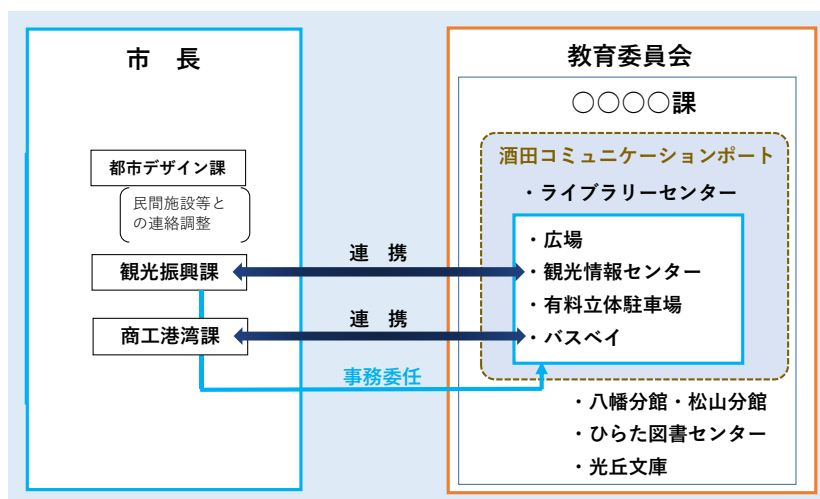 市　長
都市デザイン課
民間施設等と
の連絡調整
観光振興課
商工港湾課
連　携
連　携
事務委任
教育委員会
○○○○課
酒田コミュニケーションポート
・ライブラリーセンター
・広場
・観光情報センター
・有料立体駐車場
・バスベイ
・八幡分館・松山分館
・ひらた図書センター
・光丘文庫